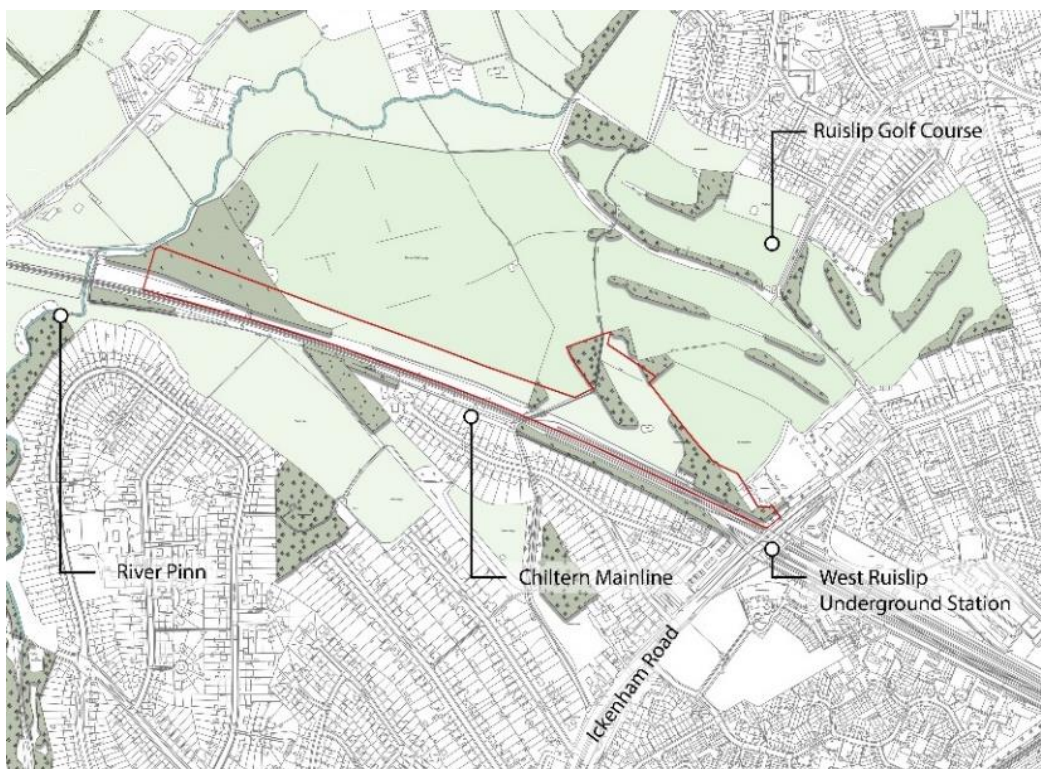 Ruislip Golf Course
River Pinn
Chiltern Mainline
West Ruislip
Underground Station
Ickenham Road